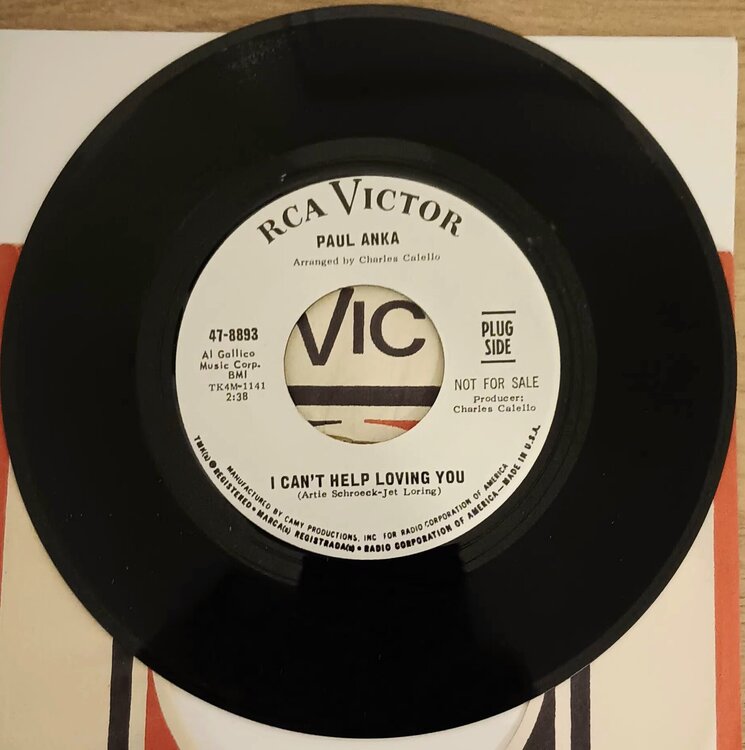 RCA VICTOR
PAUL ANKA
Arranged by Charles Calello
47-8893
Al Gallico
Music Corp.
BMI
TK4M-1141
2:38
VIC
PLUG
SIDE
NOT FOR SALE
Producer:
Charles Calello
I CAN'T HELP LOVING YOU
(Artie Schroeck-Jet Loring)
MANUFACTURED BY CAMY PRODUCTIONS, INC FOR RADIO CORPORATION OF AMERICA
TMK(s) ® REGISTERED • MARCA(s) REGISTRADA(s) • RADIO CORPORATION OF AMERICA—MADE IN U.S.A.